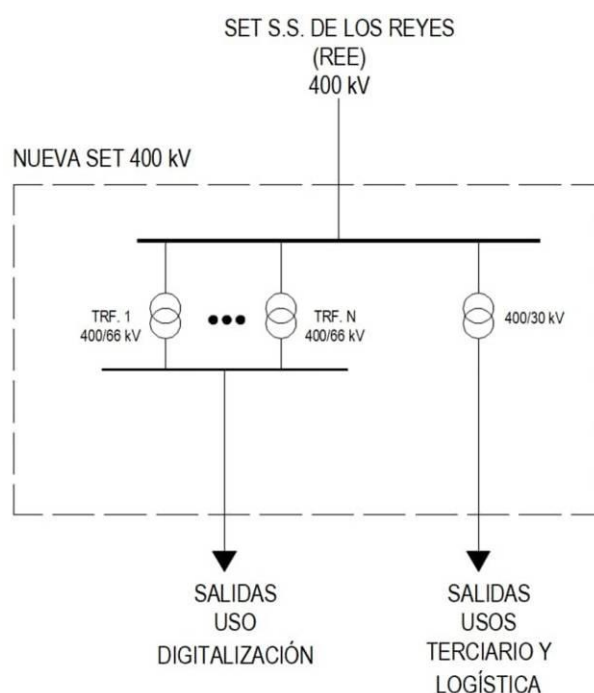 SET S.S. DE LOS REYES
(REE)
400 kV
NUEVA SET 400 kV
TRF. 1
400/66 kV
TRF. N
400/66 kV
400/30 kV
SALIDAS
USO
DIGITALIZACIÓN
SALIDAS
USOS
TERCIARIO Y
LOGÍSTICA